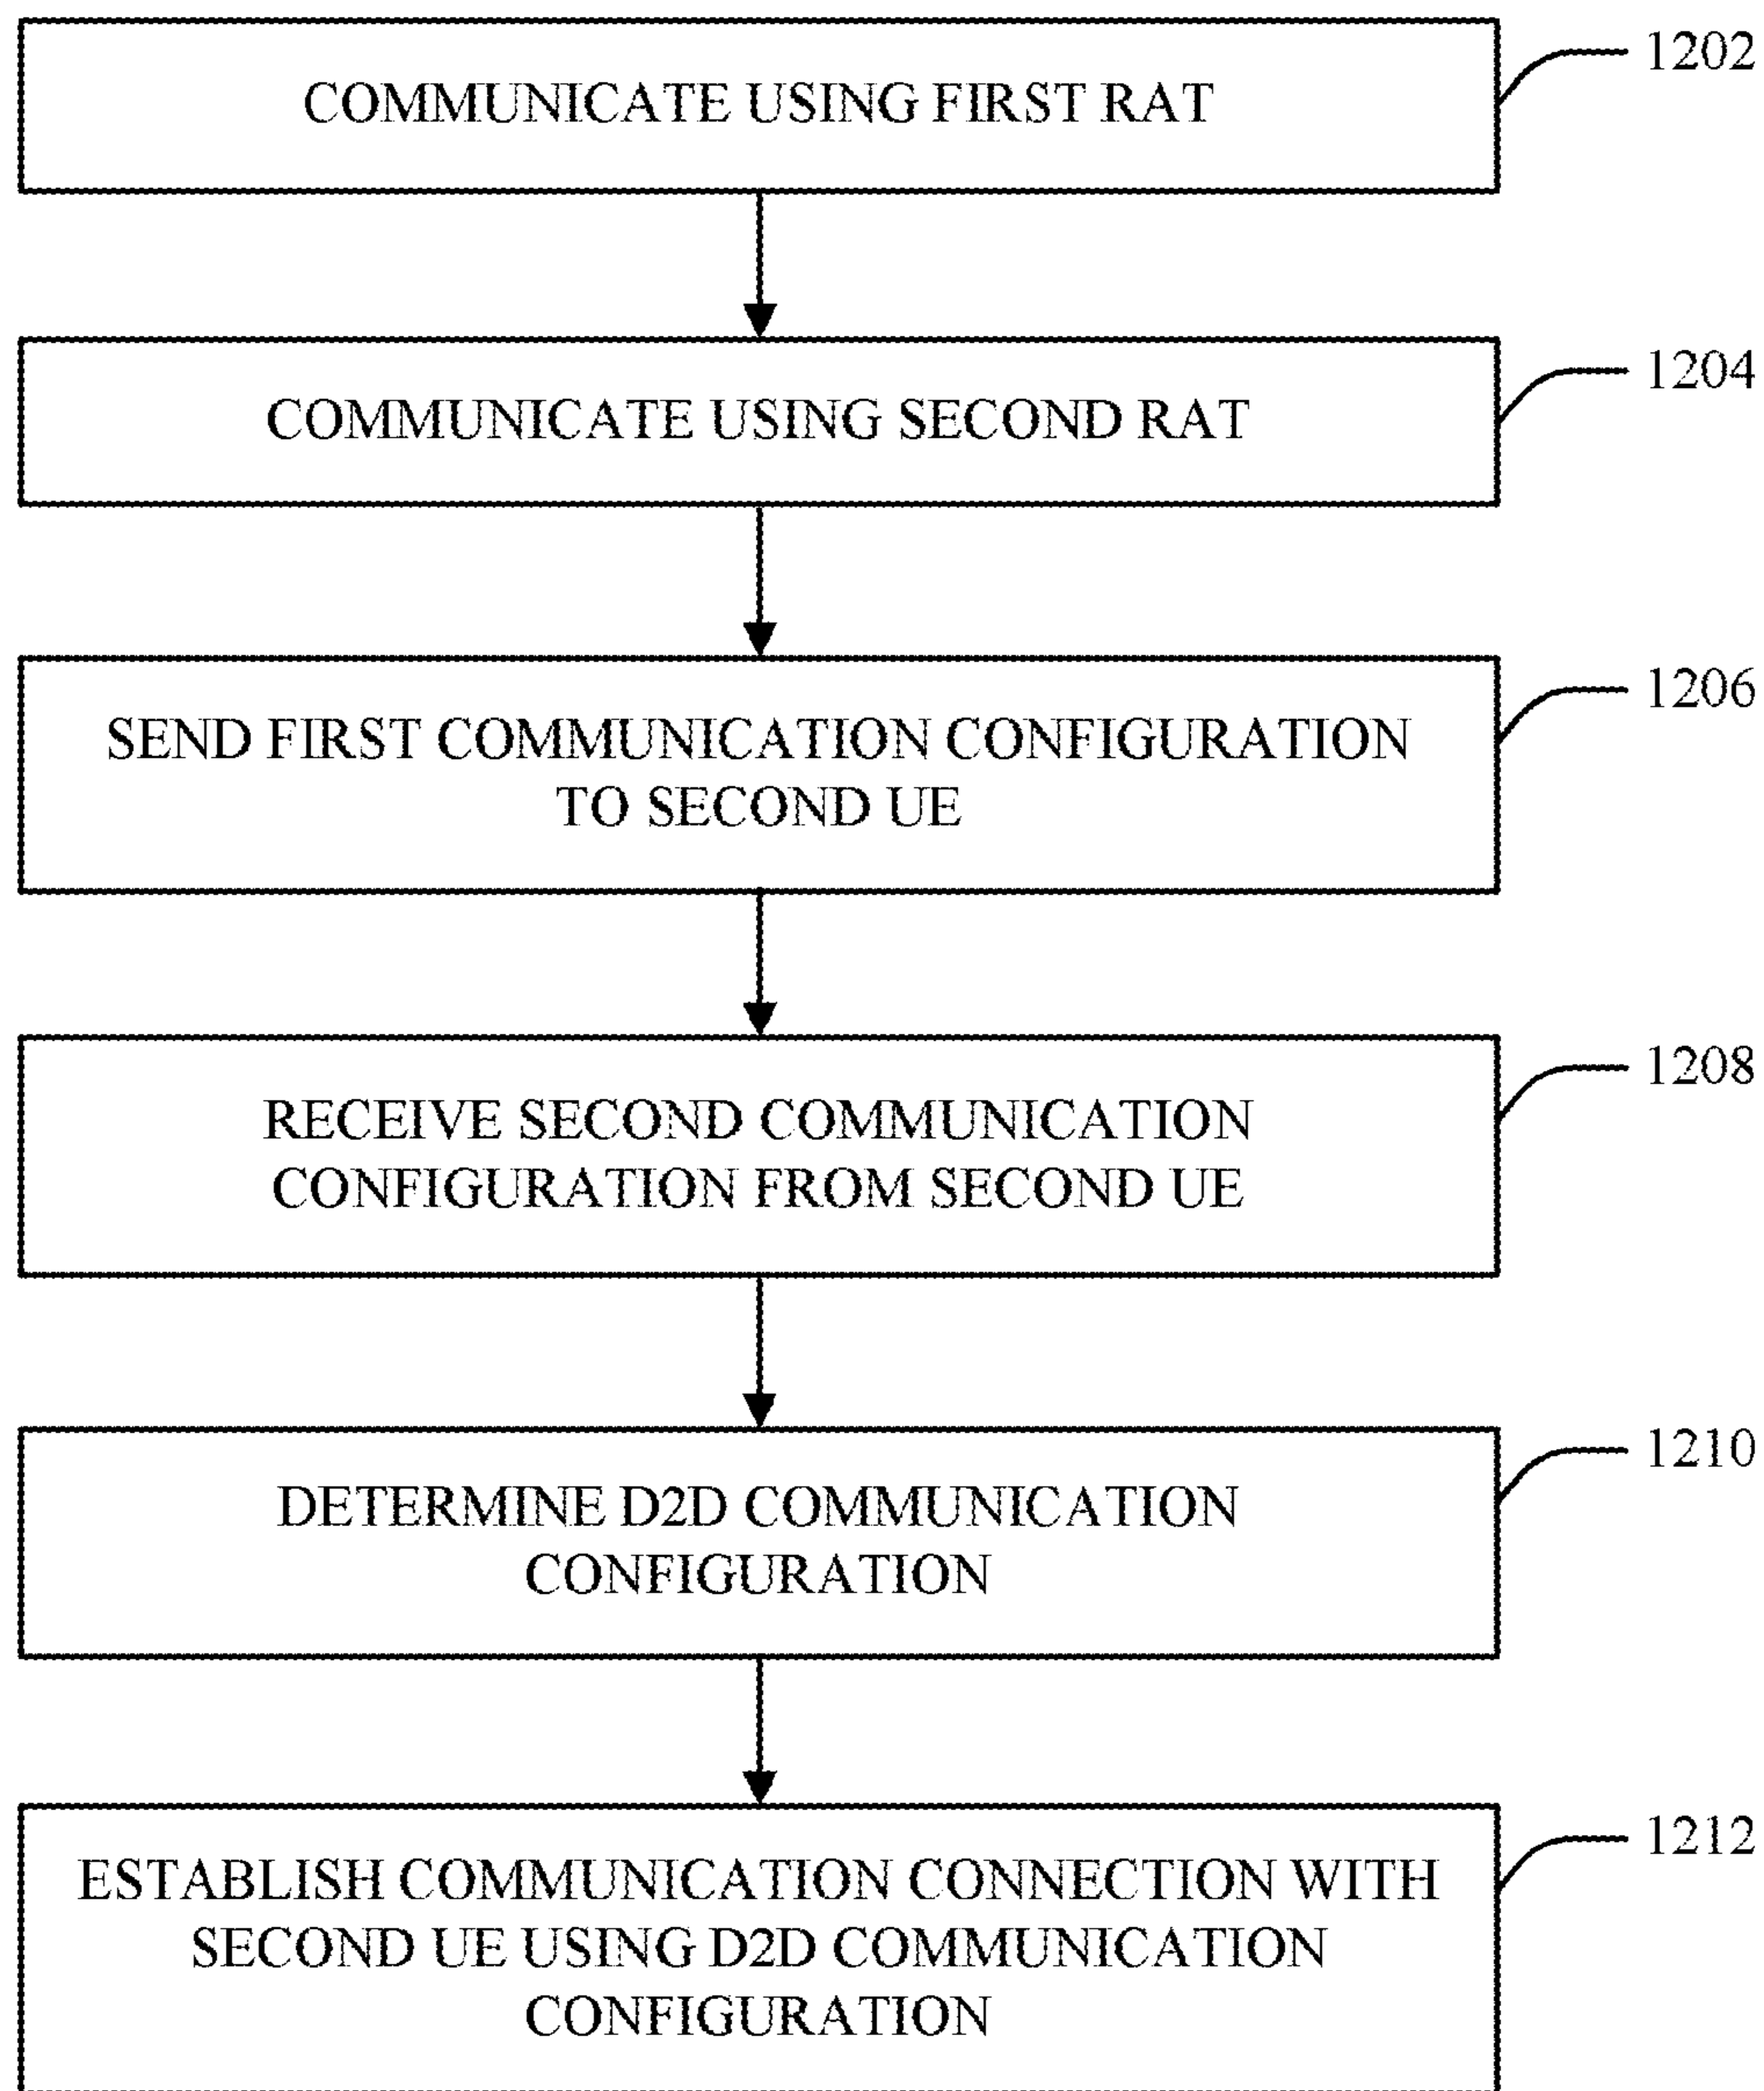 COMMUNICATE USING FIRST RAT
1202
COMMUNICATE USING SECOND RAT
1204
SEND FIRST COMMUNICATION CONFIGURATION
TO SECOND UE
1206
RECEIVE SECOND COMMUNICATION
CONFIGURATION FROM SECOND UE
1208
DETERMINE D2D COMMUNICATION
CONFIGURATION
1210
ESTABLISH COMMUNICATION CONNECTION WITH
SECOND UE USING D2D COMMUNICATION
CONFIGURATION
1212